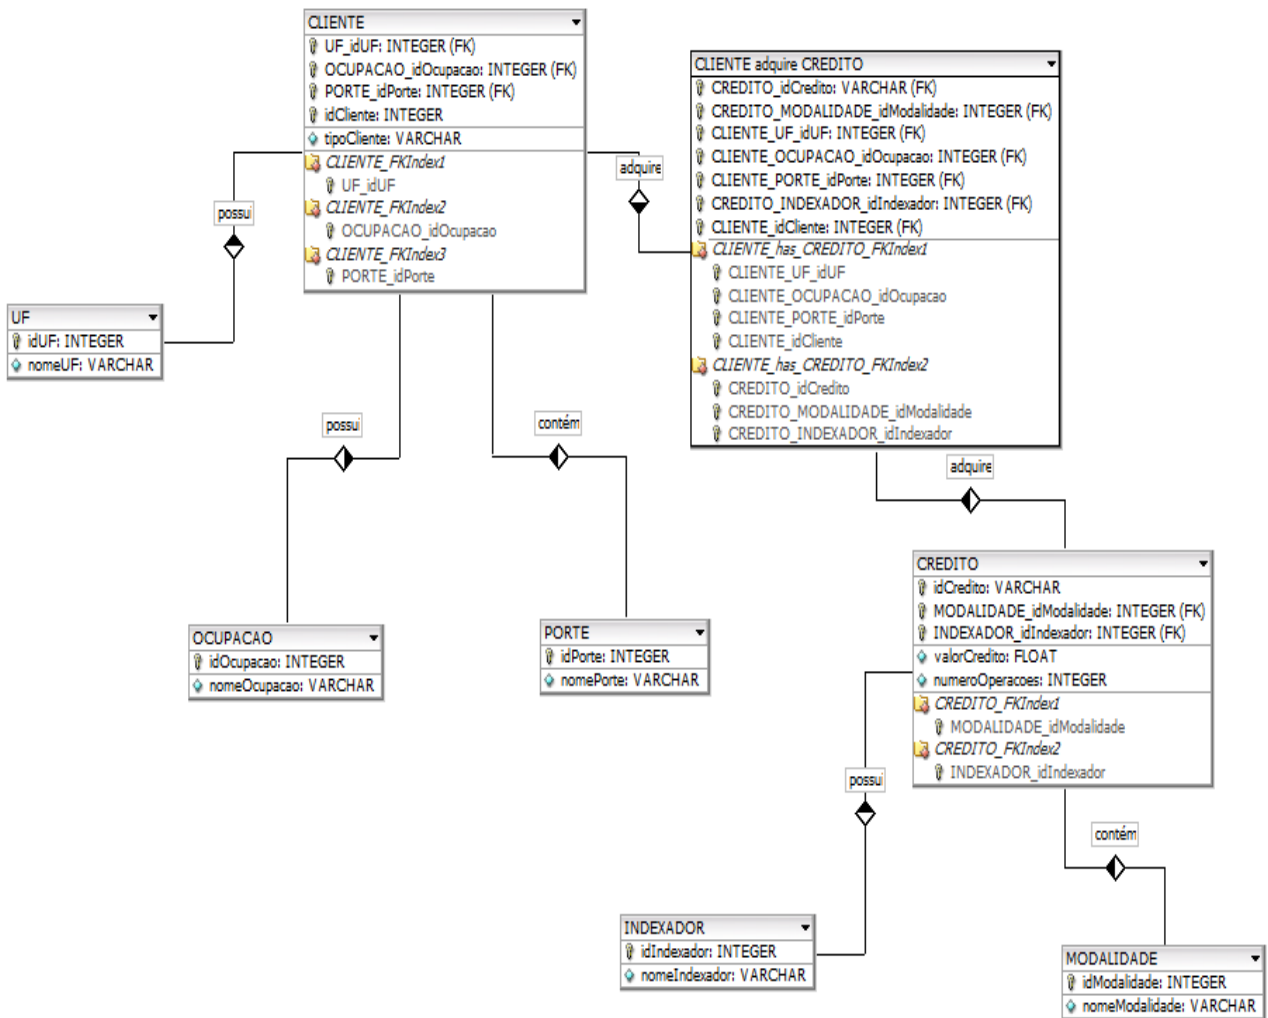 CLIENTE
UF_idUF: INTEGER (FK)
OCUPACAO_idOcupacao: INTEGER (FK)
PORTE_idPorte: INTEGER (FK)
idCliente: INTEGER
tipoCliente: VARCHAR
CLIENTE_FKIndex1
UF_idUF
CLIENTE_FKIndex2
OCUPACAO_idOcupacao
CLIENTE_FKIndex3
PORTE_idPorte
CLIENTE adquire CREDITO
CREDITO_idCredito: VARCHAR (FK)
CREDITO_MODALIDADE_idModalidade: INTEGER (FK)
CLIENTE_UF_idUF: INTEGER (FK)
CLIENTE_OCUPACAO_idOcupacao: INTEGER (FK)
CLIENTE_PORTE_idPorte: INTEGER (FK)
CREDITO_INDEXADOR_idIndexador: INTEGER (FK)
CLIENTE_idCliente: INTEGER (FK)
CLIENTE_has_CREDITO_FKIndex1
CLIENTE_UF_idUF
CLIENTE_OCUPACAO_idOcupacao
CLIENTE_PORTE_idPorte
CLIENTE_idCliente
CLIENTE_has_CREDITO_FKIndex2
CREDITO_idCredito
CREDITO_MODALIDADE_idModalidade
CREDITO_INDEXADOR_idIndexador
adquire
possui
UF
idUF: INTEGER
nomeUF: VARCHAR
possui
contém
adquire
OCUPACAO
idOcupacao: INTEGER
nomeOcupacao: VARCHAR
PORTE
idPorte: INTEGER
nomePorte: VARCHAR
CREDITO
idCredito: VARCHAR
MODALIDADE_idModalidade: INTEGER (FK)
INDEXADOR_idIndexador: INTEGER (FK)
valorCredito: FLOAT
numeroOperacoes: INTEGER
CREDITO_FKIndex1
MODALIDADE_idModalidade
CREDITO_FKIndex2
INDEXADOR_idIndexador
possui
contém
INDEXADOR
idIndexador: INTEGER
nomeIndexador: VARCHAR
MODALIDADE
idModalidade: INTEGER
nomeModalidade: VARCHAR